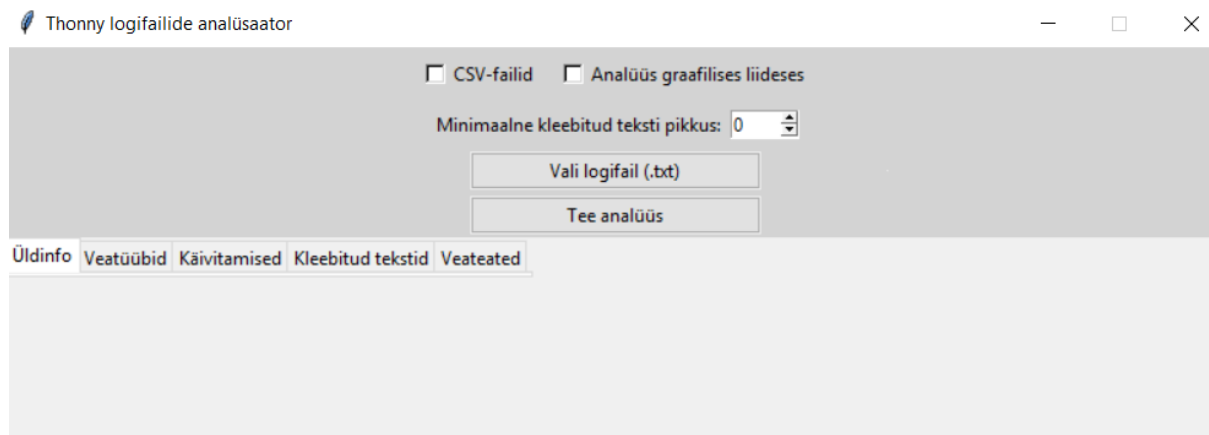 Thonny logifailide analüsaator
CSV-failid Analüüs graafilises liideses
Minimaalne kleebitud teksti pikkus: 0
Vali logifail (.txt)
Tee analüüs
Üldinfo Veatüübid Käivitamised Kleebitud tekstid Veateated